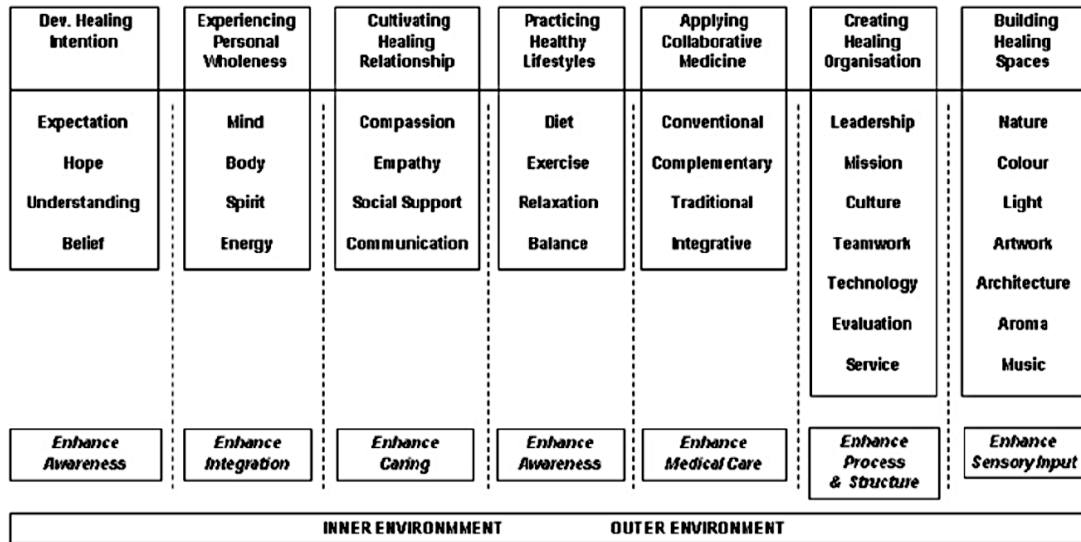 Dev. Healing
Intention
Experiencing
Personal
Wholeness
Cultivating
Healing
Relationship
Practicing
Healthy
Lifestyles
Applying
Collaborative
Medicine
Creating
Healing
Organisation
Building
Healing
Spaces
Expectation
Hope
Understanding
Belief
Mind
Body
Spirit
Energy
Compassion
Empathy
Social Support
Communication
Diet
Exercise
Relaxation
Balance
Conventional
Complementary
Traditional
Integrative
Leadership
Mission
Culture
Teamwork
Technology
Evaluation
Service
Nature
Colour
Light
Artwork
Architecture
Aroma
Music
Enhance
Awareness
Enhance
Integration
Enhance
Caring
Enhance
Awareness
Enhance
Medical Care
Enhance
Process
& Structure
Enhance
Sensory Input
INNER ENVIRONMMENT OUTER ENVIRONMENT